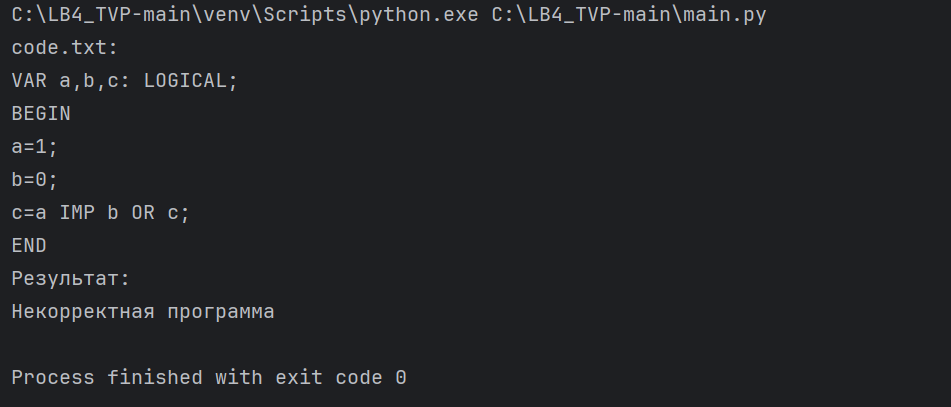 C:\LB4_TVP-main\venv\Scripts\python.exe C:\LB4_TVP-main\main.py
code.txt:
VAR a,b,c: LOGICAL;
BEGIN
a=1;
b=0;
c=a IMP b OR c;
END
Результат:
Некорректная программа
Process finished with exit code 0